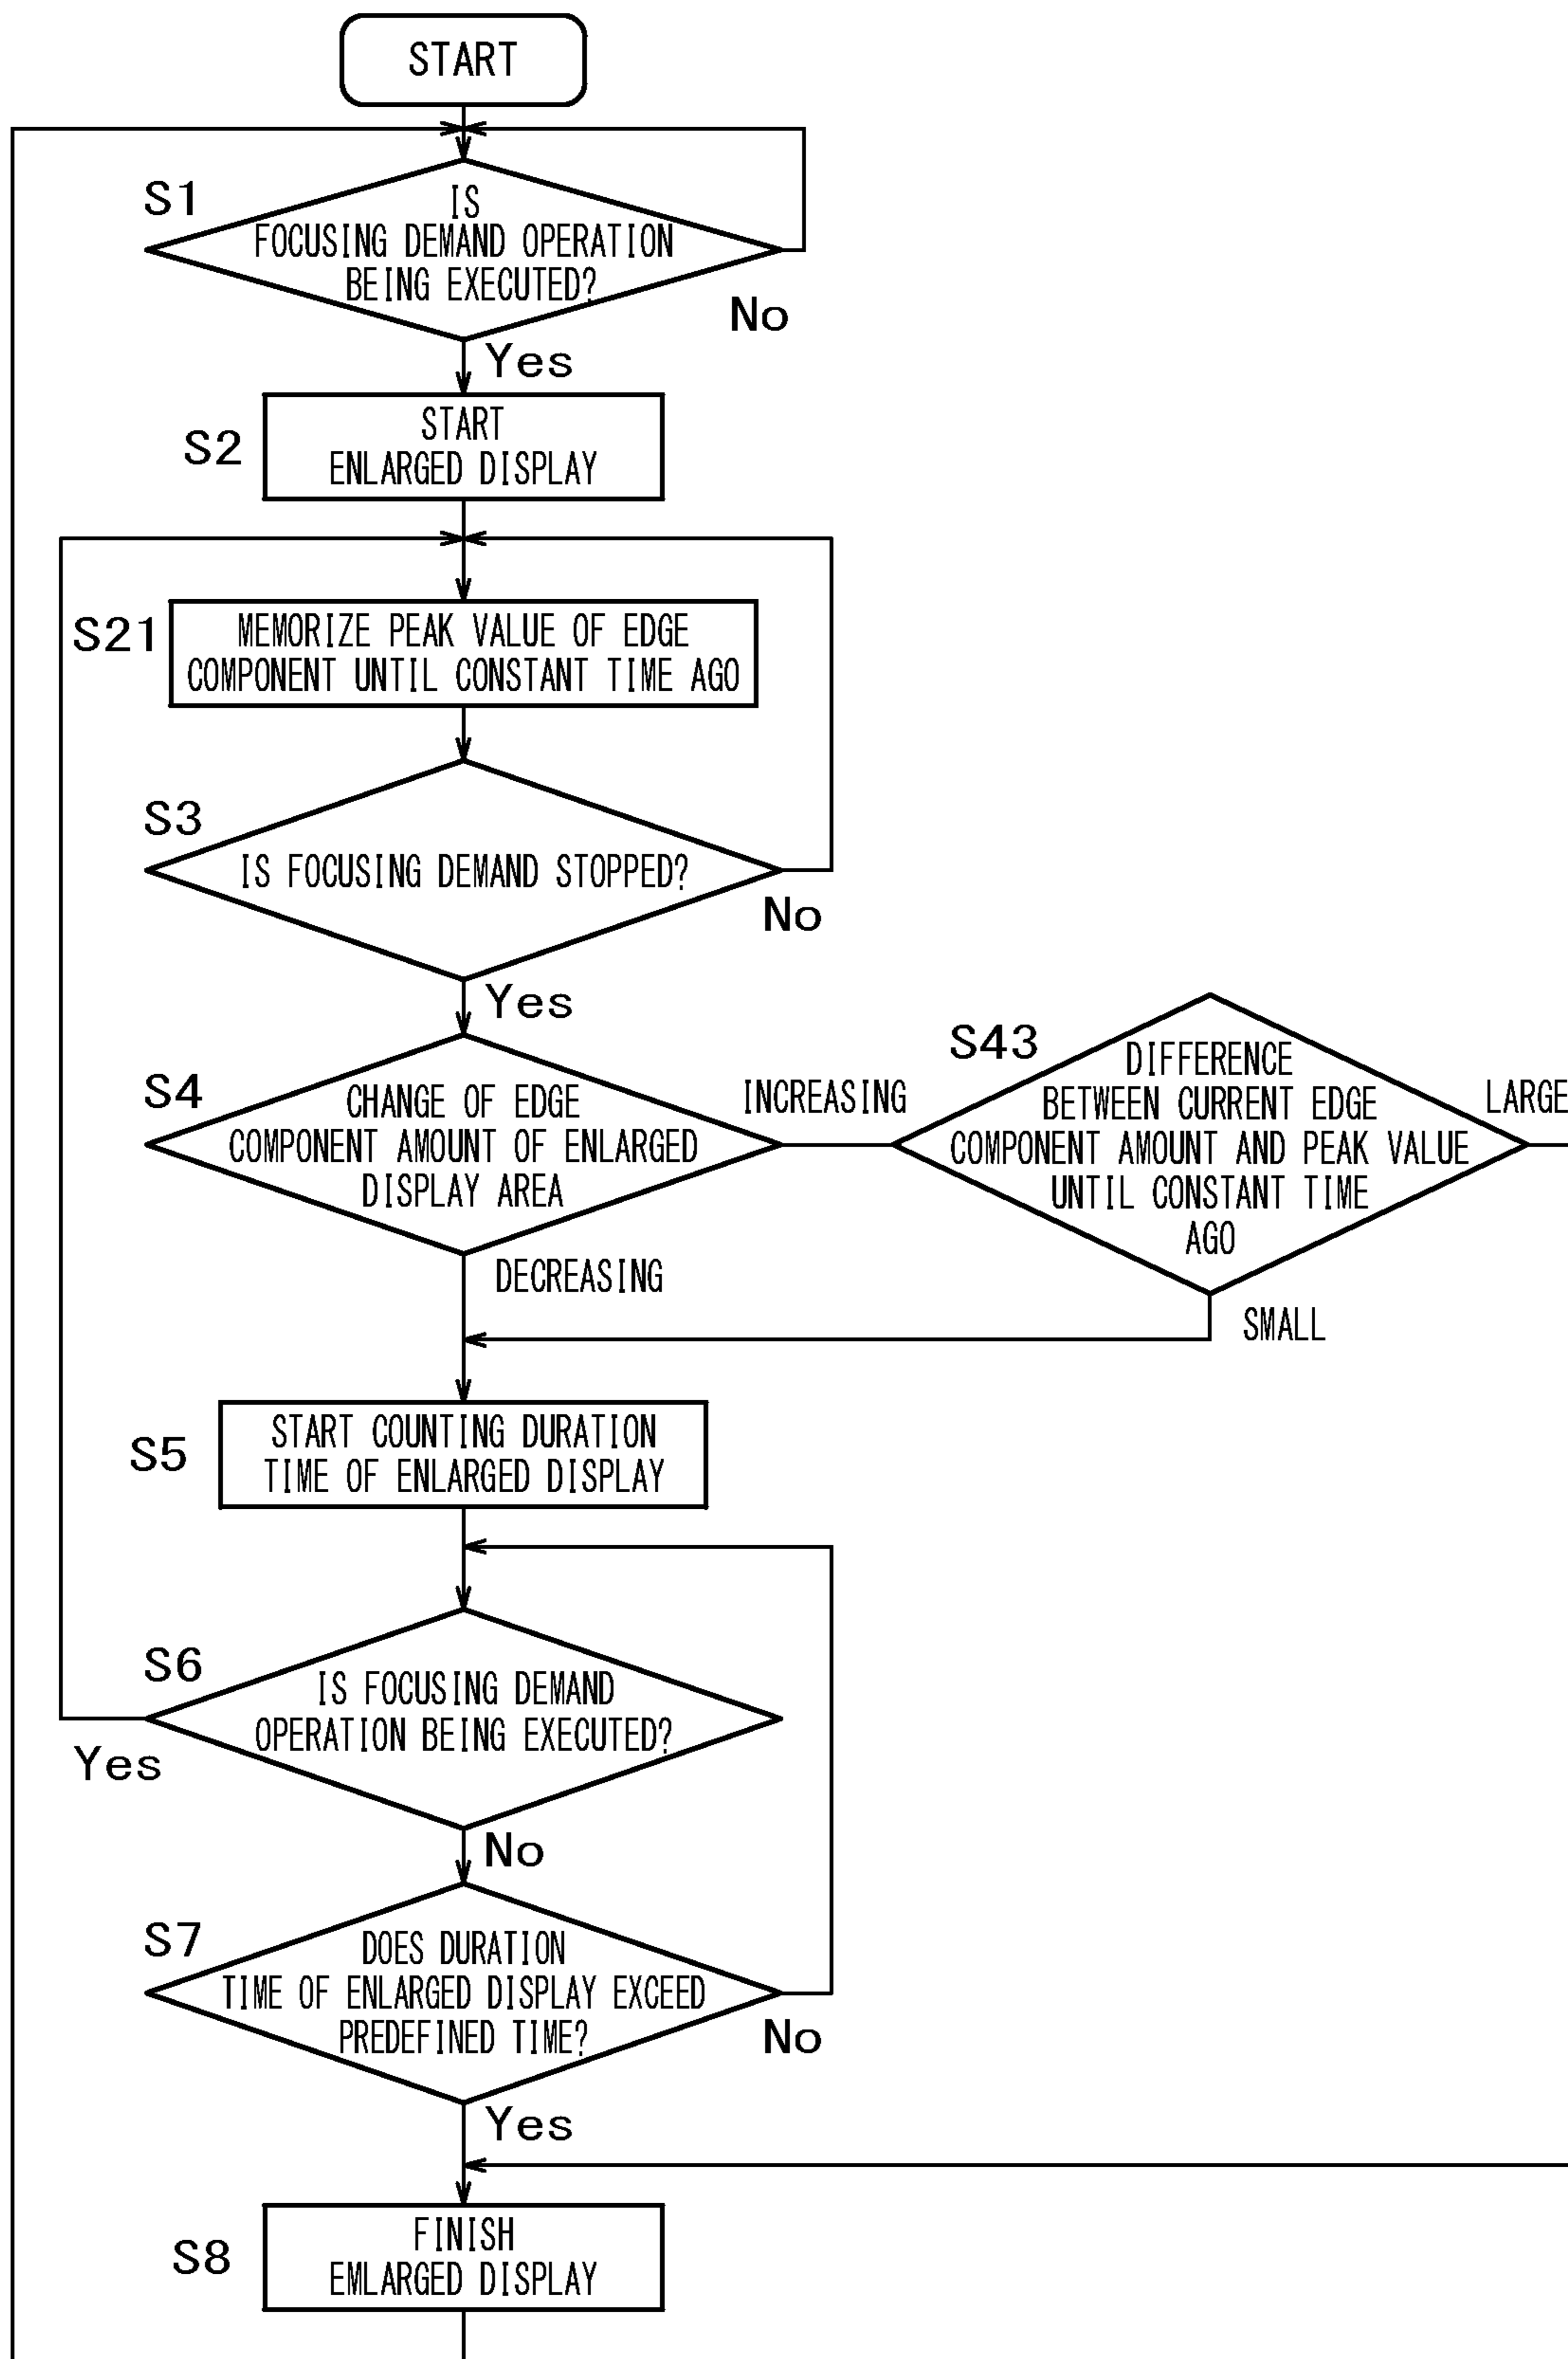 START
S1
IS
FOCUSING DEMAND OPERATION
BEING EXECUTED?
No
Yes
S2
START
ENLARGED DISPLAY
S21
MEMORIZE PEAK VALUE OF EDGE
COMPONENT UNTIL CONSTANT TIME AGO
S3
IS FOCUSING DEMAND STOPPED?
No
Yes
S4
CHANGE OF EDGE
COMPONENT AMOUNT OF ENLARGED
DISPLAY AREA
INCREASING
S43
DIFFERENCE
BETWEEN CURRENT EDGE
COMPONENT AMOUNT AND PEAK VALUE
UNTIL CONSTANT TIME
AGO
LARGE
DECREASING
SMALL
S5
START COUNTING DURATION
TIME OF ENLARGED DISPLAY
S6
IS FOCUSING DEMAND
OPERATION BEING EXECUTED?
Yes
No
S7
DOES DURATION
TIME OF ENLARGED DISPLAY EXCEED
PREDEFINED TIME?
No
Yes
S8
FINISH
EMLARGED DISPLAY